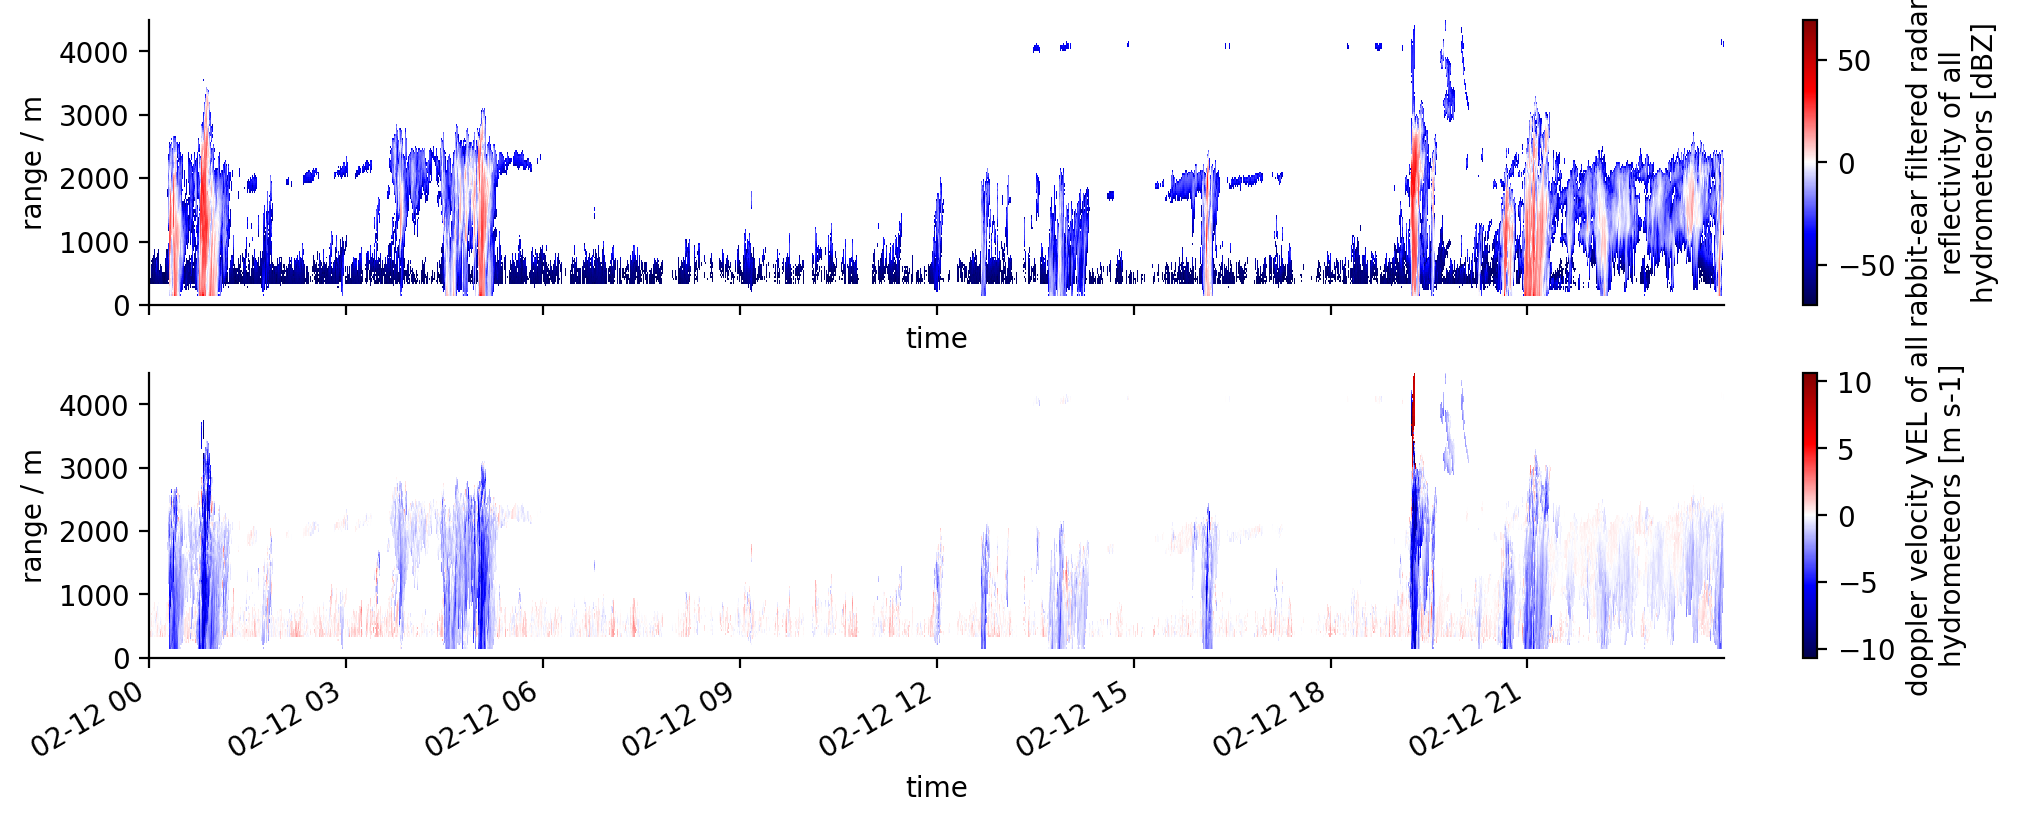 range / m
4000
3000
2000
1000
0
time
50
0
−50
all rabbit-ear filtered radar
reflectivity of all
hydrometeors [dBZ]
range / m
4000
3000
2000
1000
0
02-12 00
02-12 03
02-12 06
02-12 09
02-12 12
02-12 15
02-12 18
02-12 21
time
10
5
0
−5
−10
doppler velocity VEL of all
hydrometeors [m s-1]